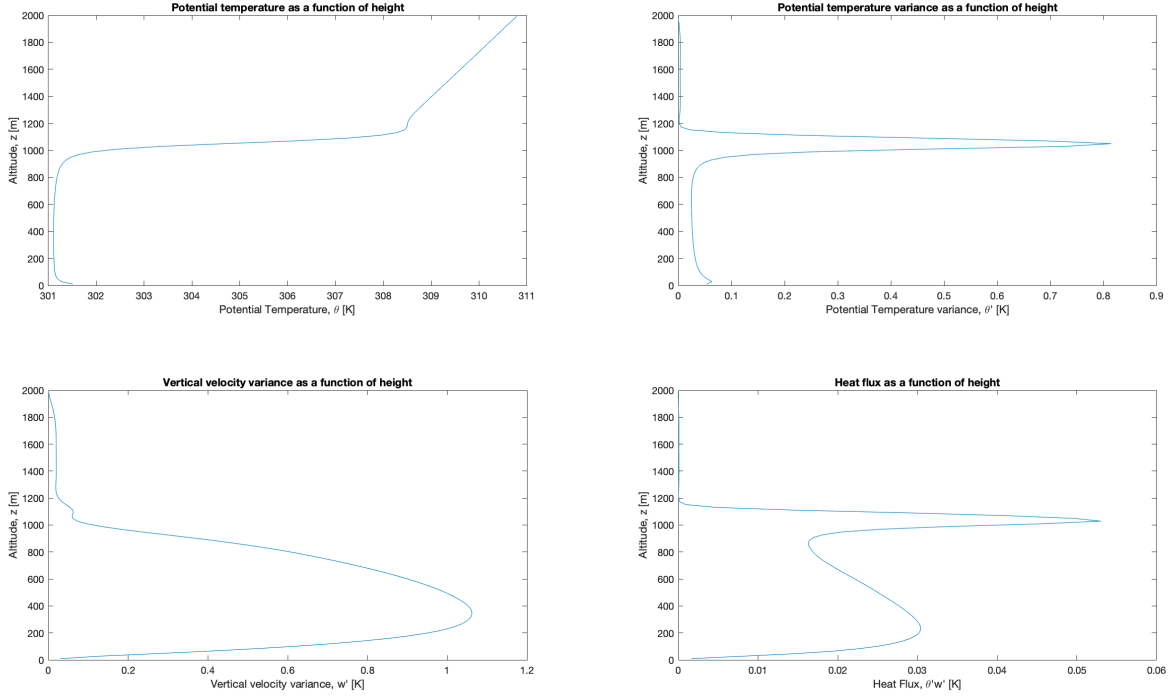 Potential temperature as a function of height
2000
1800
1600
1400
1200
1000
800
600
400
200
0
Altitude, z [m]
301 302 303 304 305 306 307 308 309 310 311
Potential Temperature, θ [K]
Potential temperature variance as a function of height
2000
1800
1600
1400
1200
1000
800
600
400
200
0
Altitude, z [m]
0 0.1 0.2 0.3 0.4 0.5 0.6 0.7 0.8 0.9
Potential Temperature variance, θ' [K]
Vertical velocity variance as a function of height
2000
1800
1600
1400
1200
1000
800
600
400
200
0
Altitude, z [m]
0 0.2 0.4 0.6 0.8 1 1.2
Vertical velocity variance, w' [K]
Heat flux as a function of height
2000
1800
1600
1400
1200
1000
800
600
400
200
0
Altitude, z [m]
0 0.01 0.02 0.03 0.04 0.05 0.06
Heat Flux, θ'w' [K]